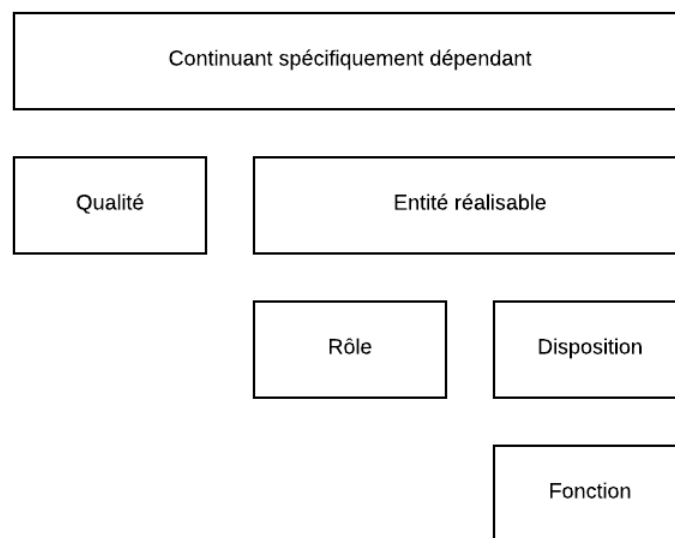 Continuant spécifiquement dépendant
Qualité
Entité réalisable
Rôle
Disposition
Fonction